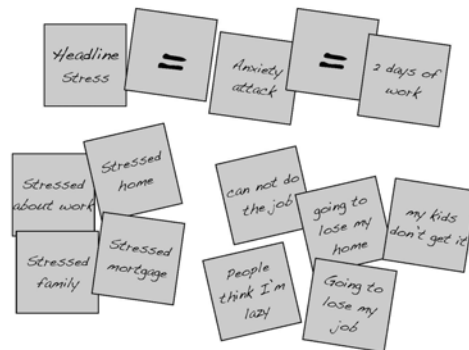 Headline
Stress
=
Anxiety
attack
=
2 days of
work
Stressed
about work
Stressed
home
Stressed
family
Stressed
mortgage
can not do
the job
going to
lose my
home
my kids
don't get it!
People
think I'm
lazy
Going to
lose my
job